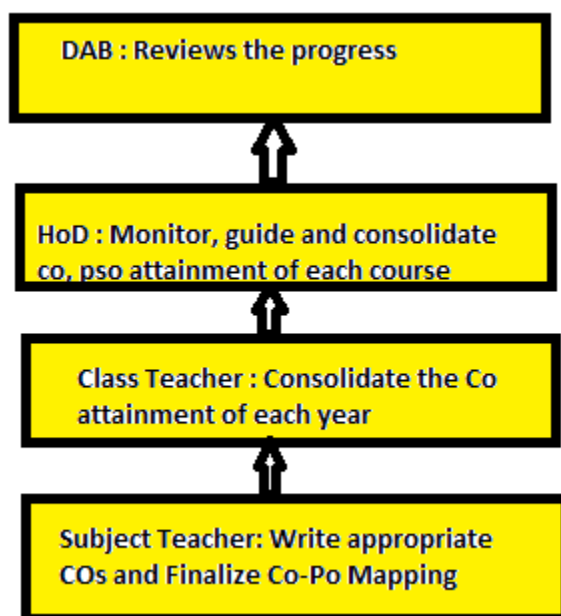 DAB : Reviews the progress
HoD : Monitor, guide and consolidate
co, pso attainment of each course
Class Teacher : Consolidate the Co
attainment of each year
Subject Teacher: Write appropriate
COs and Finalize Co-Po Mapping